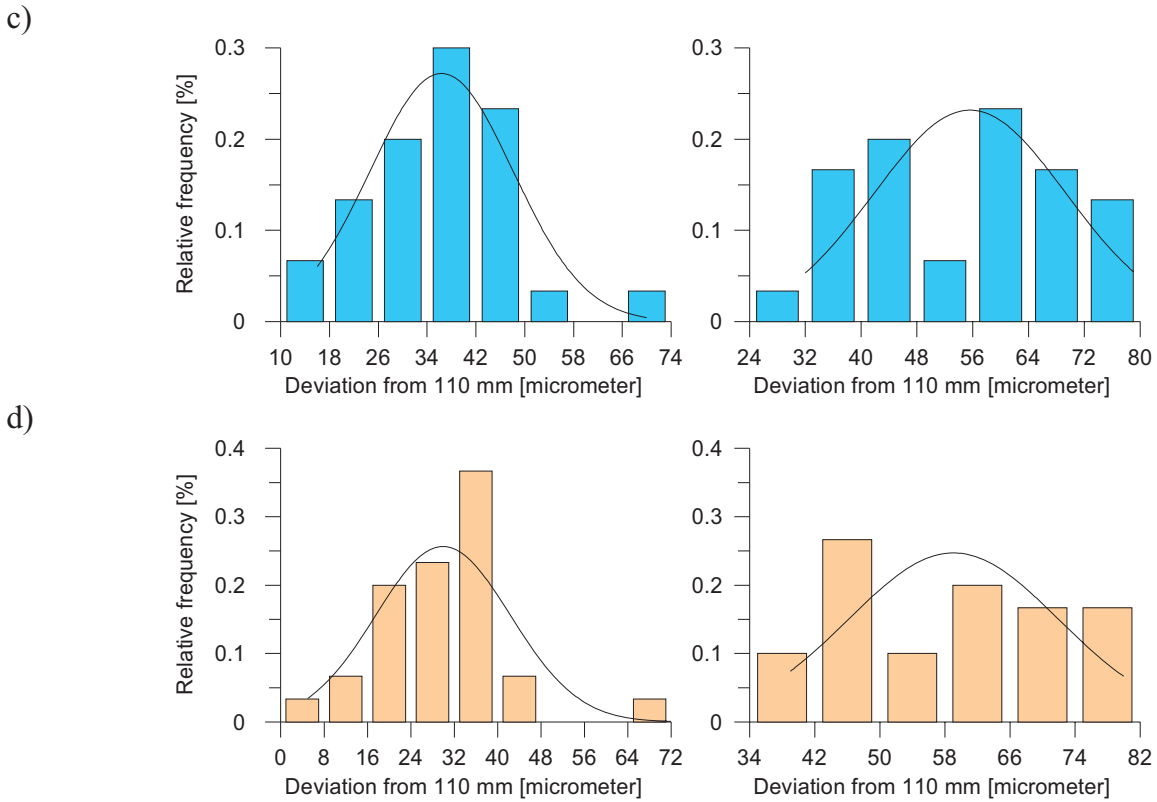 c)
Relative frequency [%]
0.3
0.2
0.1
0
10 18 26 34 42 50 58 66 74
Deviation from 110 mm [micrometer]
0.3
0.2
0.1
0
24 32 40 48 56 64 72 80
Deviation from 110 mm [micrometer]
d)
Relative frequency [%]
0.4
0.3
0.2
0.1
0
0 8 16 24 32 40 48 56 64 72
Deviation from 110 mm [micrometer]
0.4
0.3
0.2
0.1
0
34 42 50 58 66 74 82
Deviation from 110 mm [micrometer]